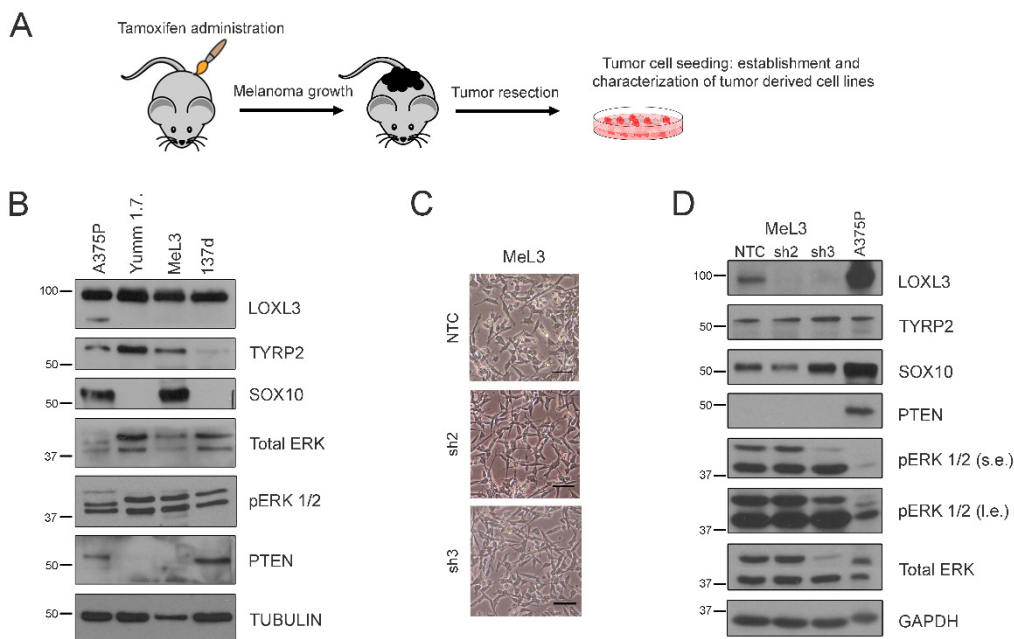 A
Tamoxifen administration
Melanoma growth
Tumor resection
Tumor cell seeding: establishment and
characterization of tumor derived cell lines
B
A375P
Yumm 1.7.
MeL3
137d
100
LOXL3
50
TYRP2
50
SOX10
37
Total ERK
37
pERK 1/2
50
PTEN
50
TUBULIN
C
MeL3
NTC
sh2
sh3
D
MeL3
NTC sh2 sh3
A375P
100
LOXL3
50
TYRP2
50
SOX10
50
PTEN
37
pERK 1/2 (s.e.)
37
pERK 1/2 (l.e.)
37
Total ERK
37
GAPDH